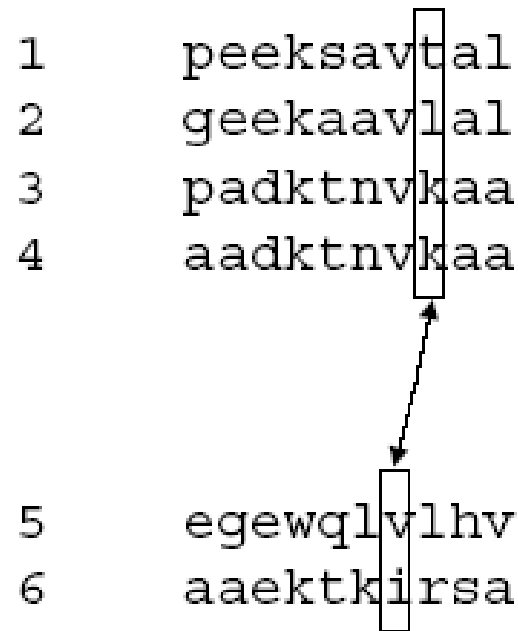 1 peeksavtal
2 geekaavlal
3 padktnvkaa
4 aadktnvkaa
5 egewqlvlhv
6 aaektkirsa